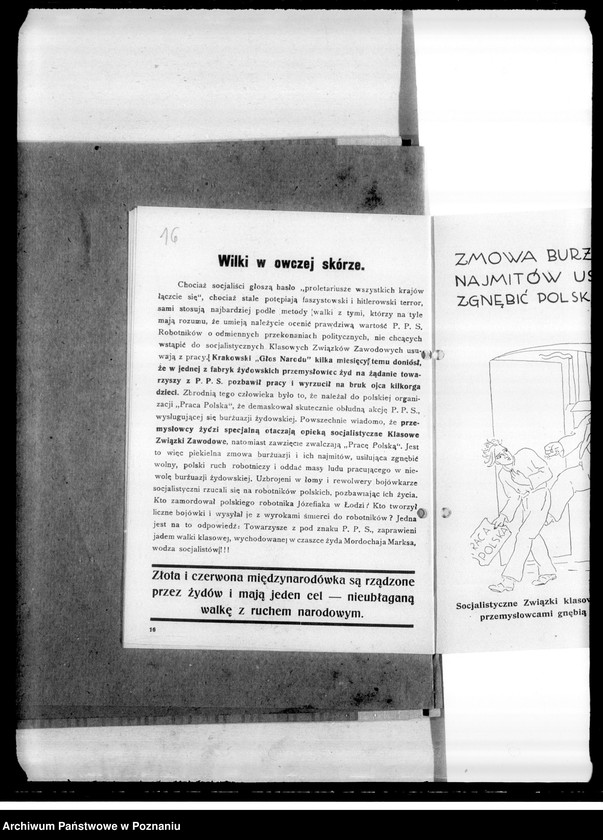 16
Wilki w owczej skórze.
Chociaż socjaliści głoszą hasło „proletariusze wszystkich krajów
łączcie się“, chociaż stale potępiają faszystowski i hitlerowski terror,
sami stosują najbardziej podłe metody walki z tymi, którzy na tyle
mają rozumu, że umieją należycie ocenić prawdziwą wartość P. P. S.
Robotników o odmiennych przekonaniach politycznych, nie chcących
wstąpić do socjalistycznych Klasowych Związków Zawodowych usu-
wają z pracy. Krakowski „Głos Narodu“ kilka miesięcy temu doniósł,
że w jednej z fabryk żydowskich przemysłowiec żyd na żądanie towa-
rzyszy z P. P. S. pozbawił pracy i wyrzucił na bruk ojca kilkorga
dzieci. Zbrodnią tego człowieka było to, że należał do polskiej organi-
zacji „Praca Polska“, że demaskował skutecznie obłudną akcję P. P. S.,
wysługującej się burżuazji żydowskiej. Powszechnie wiadomo, że prze-
mysłowcy żydzi specjalną otaczają opieką socjalistyczne Klasowe
Związki Zawodowe, natomiast zawzięcie zwalczają „Pracę Polską“. Jest
to więc piekielna zmowa burżuazji i ich najmitów, usiłująca zgnębić
wolny, polski ruch robotniczy i oddać masy ludu pracującego w nie-
wolę burżuazji żydowskiej. Uzbrojeni w łomy i rewolwery bojówkarze
socjalistyczni rzucali się na robotników polskich, pozbawiając ich życia.
Kto zamordował polskiego robotnika Józefiaka w Łodzi? Kto tworzył
liczne bojówki i wysyłał je z wyrokami śmierci do robotników? Jedna
jest na to odpowiedź: Towarzysze z pod znaku P. P. S., zaprawieni
jadem walki klasowej, wychodowanej w czaszce żyda Mordochaja Marksa,
wodza socjalistów!!!
Złota i czerwona międzynarodówka są rządzone
przez żydów i mają jeden cel — nieubłaganą
walkę z ruchem narodowym.
16
ZMOWA BURŻ
NAJMITÓW US
ZGNĘBIĆ POLSK
PRACA
POLSKA
Socjalistyczne Związki klasow
przemysłowcami gnębią
Archiwum Państwowe w Poznaniu